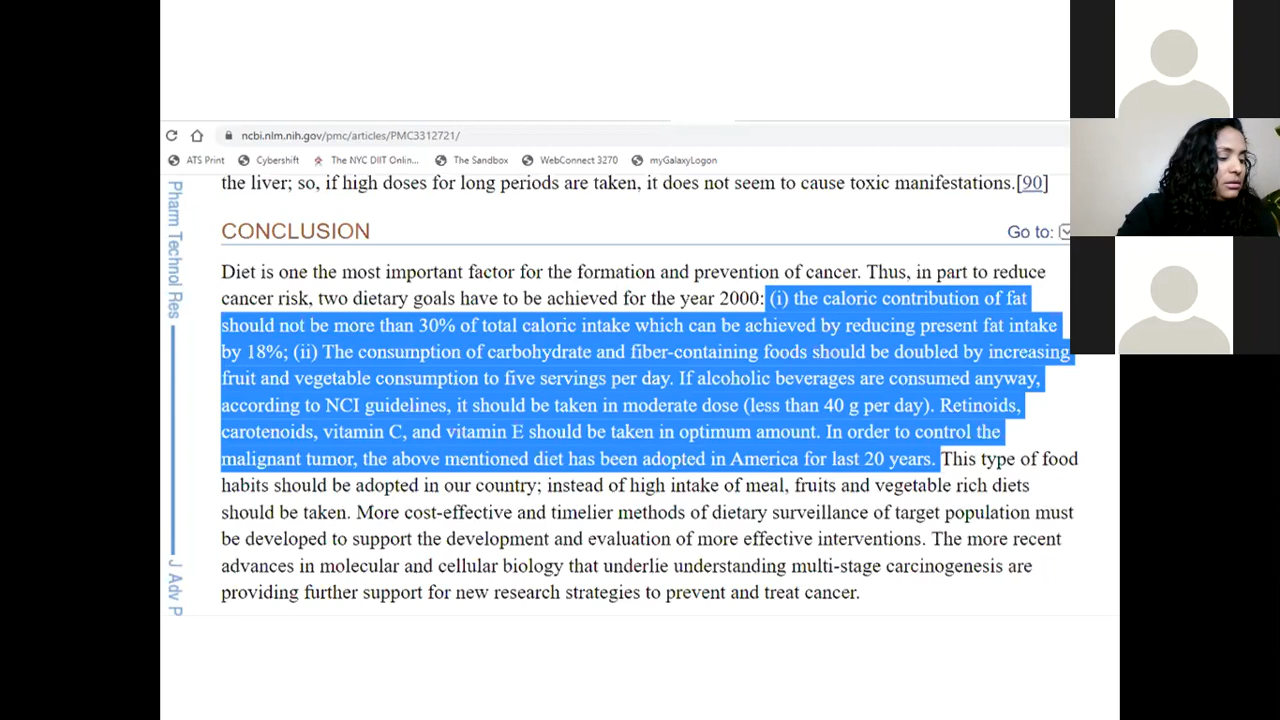 ncbi.nlm.nih.gov/pmc/articles/PMC3312721/
ATS Print Cybershift The NYC DIIT Onlin... The Sandbox WebConnect 3270 myGalaxyLogon
the liver; so, if high doses for long periods are taken, it does not seem to cause toxic manifestations.[90]
CONCLUSION
Go to:
Diet is one the most important factor for the formation and prevention of cancer. Thus, in part to reduce
cancer risk, two dietary goals have to be achieved for the year 2000: (i) the caloric contribution of fat
should not be more than 30% of total caloric intake which can be achieved by reducing present fat intake
by 18%; (ii) The consumption of carbohydrate and fiber-containing foods should be doubled by increasing
fruit and vegetable consumption to five servings per day. If alcoholic beverages are consumed anyway,
according to NCI guidelines, it should be taken in moderate dose (less than 40 g per day). Retinoids,
carotenoids, vitamin C, and vitamin E should be taken in optimum amount. In order to control the
malignant tumor, the above mentioned diet has been adopted in America for last 20 years. This type of food
habits should be adopted in our country; instead of high intake of meal, fruits and vegetable rich diets
should be taken. More cost-effective and timelier methods of dietary surveillance of target population must
be developed to support the development and evaluation of more effective interventions. The more recent
advances in molecular and cellular biology that underlie understanding multi-stage carcinogenesis are
providing further support for new research strategies to prevent and treat cancer.
Pharm Technol Res
J Adv P